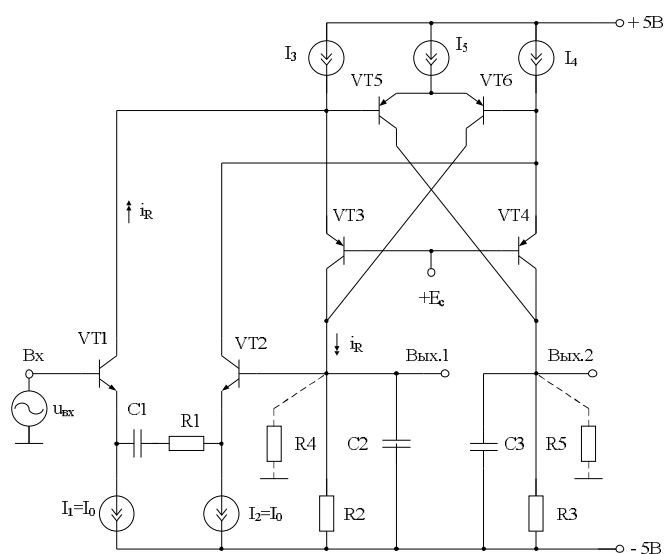 + 5В
I3
I5
I4
VT5
VT6
iR
VT3
VT4
+Ec
Вх
VT1
VT2
iR
Вых.1
Вых.2
uвх
C1
R1
R4
C2
C3
R5
I1=I0
I2=I0
R2
R3
- 5В